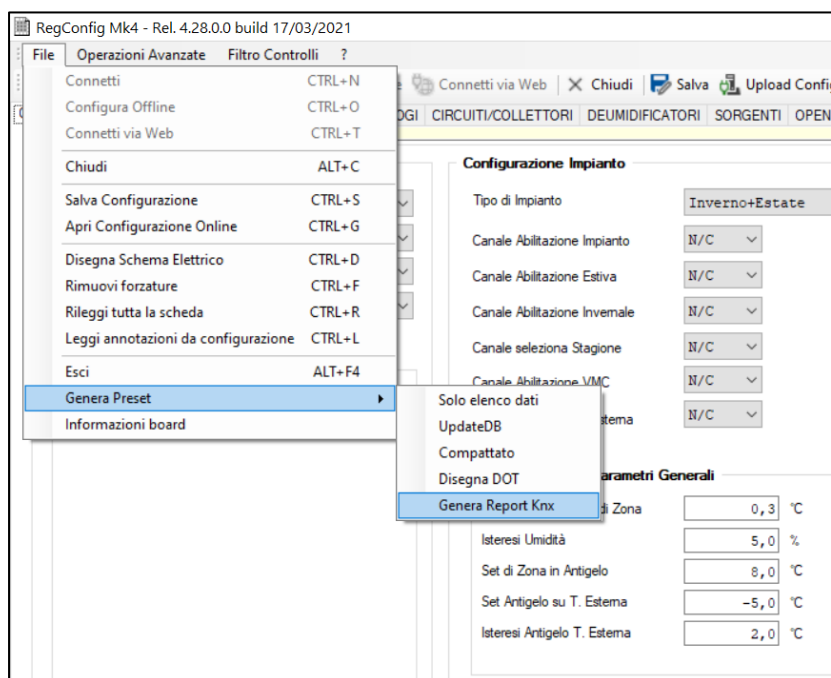 RegConfig Mk4 - Rel. 4.28.0.0 build 17/03/2021
File Operazioni Avanzate Filtro Controlli ?
Connetti via Web Chiudi Salva Upload Config
OGI CIRCUITI/COLLETTORI DEUMIDIFICATORI SORGENTI OPEN
Connetti CTRL+N
Configura Offline CTRL+O
Connetti via Web CTRL+T
Chiudi ALT+C
Salva Configurazione CTRL+S
Apri Configurazione Online CTRL+G
Disegna Schema Elettrico CTRL+D
Rimuovi forzature CTRL+F
Rileggi tutta la scheda CTRL+R
Leggi annotazioni da configurazione CTRL+L
Esci ALT+F4
Genera Preset
Informazioni board
Solo elenco dati
UpdateDB
Compattato
Disegna DOT
Genera Report Knx
Configurazione Impianto
Tipo di Impianto Inverno+Estate
Canale Abilitazione Impianto N/C
Canale Abilitazione Estiva N/C
Canale Abilitazione Invernale N/C
Canale seleziona Stagione N/C
Canale Abilitazione VMC N/C
sterna N/C
arametri Generali
di Zona 0,3 °C
Isteresi Umidità 5,0 %
Set di Zona in Antigelo 8,0 °C
Set Antigelo su T. Esterna -5,0 °C
Isteresi Antigelo T. Esterna 2,0 °C